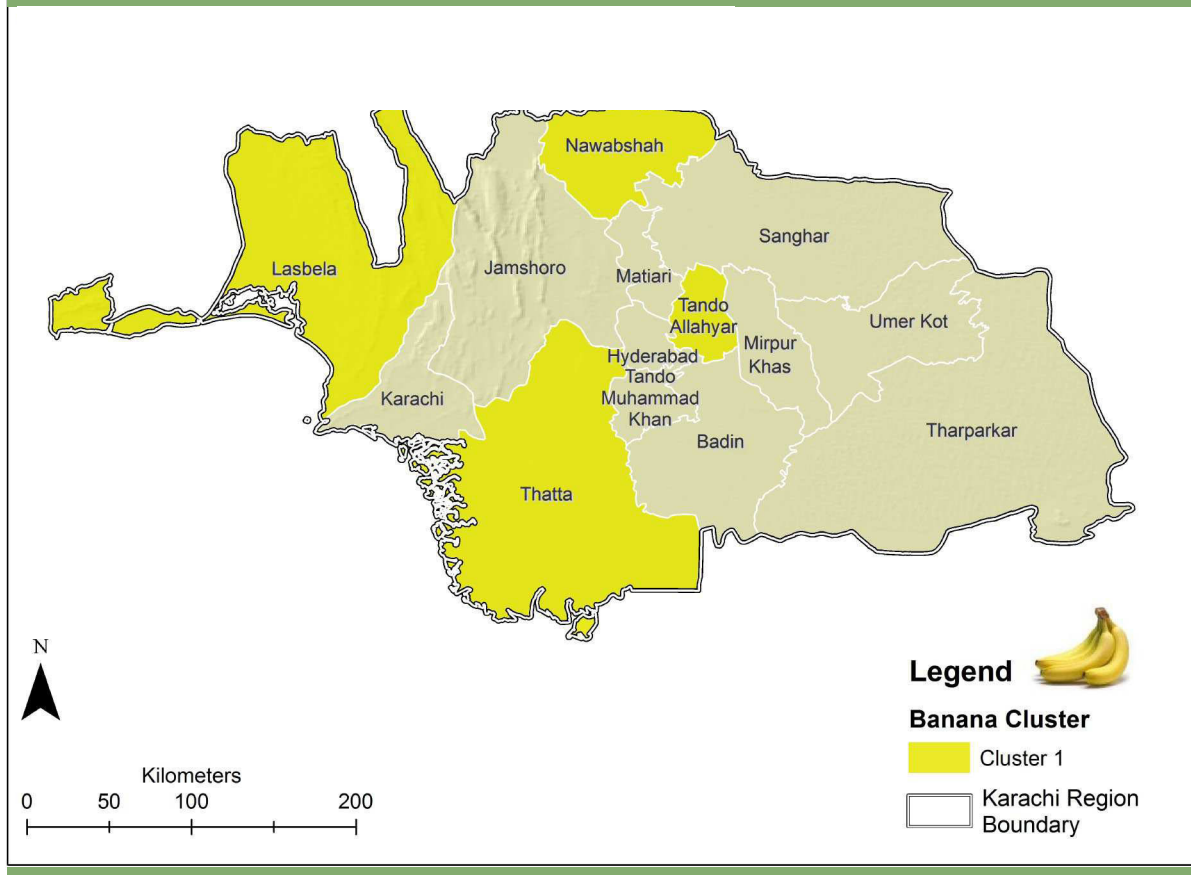 Nawabshah
Sanghar
Lasbela
Jamshoro
Matiari
Tando
Allahyar
Umer Kot
Mirpur
Khas
Hyderabad
Tando
Muhammad
Khan
Karachi
Badin
Tharparkar
Thatta
N
Kilometers
0 50 100 200
Legend
Banana Cluster
Cluster 1
Karachi Region
Boundary